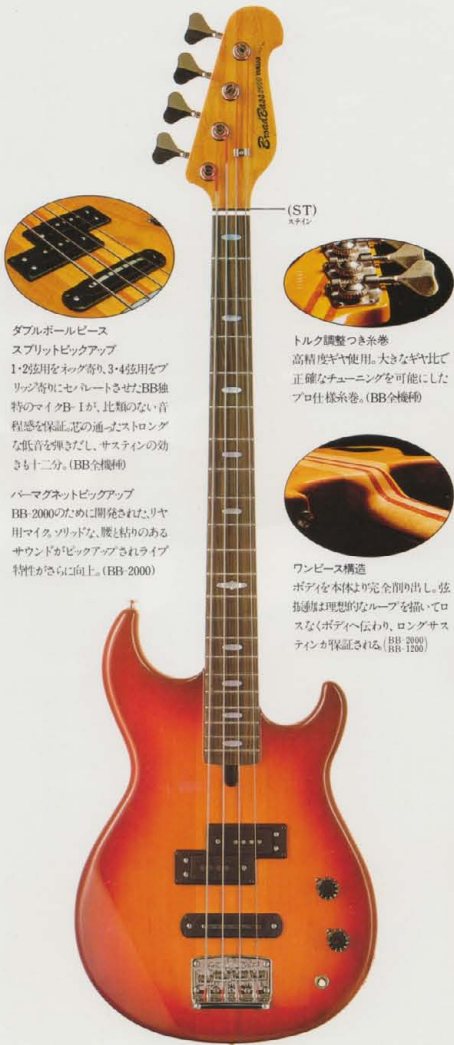 BroadBass 2000 YAMAHA
(ST)
ステイン
ダブルポールピース
スプリットピックアップ
1・2弦用をネック寄り、3・4弦用をブ
リッジ寄りにセパレートさせたBB独
特のマイクB-Iが、比類のない音
程感を保証。芯の通ったストロング
な低音を弾きだし、サスティンの効
きも十二分。(BB全機種)
バーマグネットピックアップ
BB-2000のために開発された、リヤ
用マイク。ソリッドな、腰と粘りのある
サウンドがピックアップされライブ
特性がさらに向上。(BB-2000)
トルク調整つき糸巻
高精度ギヤ使用。大きなギヤ比で
正確なチューニングを可能にした
プロ仕様糸巻。(BB全機種)
ワンピース構造
ボディを本体より完全削り出し。弦
振動は理想的なループを描いてロ
スなくボディへ伝わり、ロングサス
ティンが保証される。(BB-2000
BB-1200)